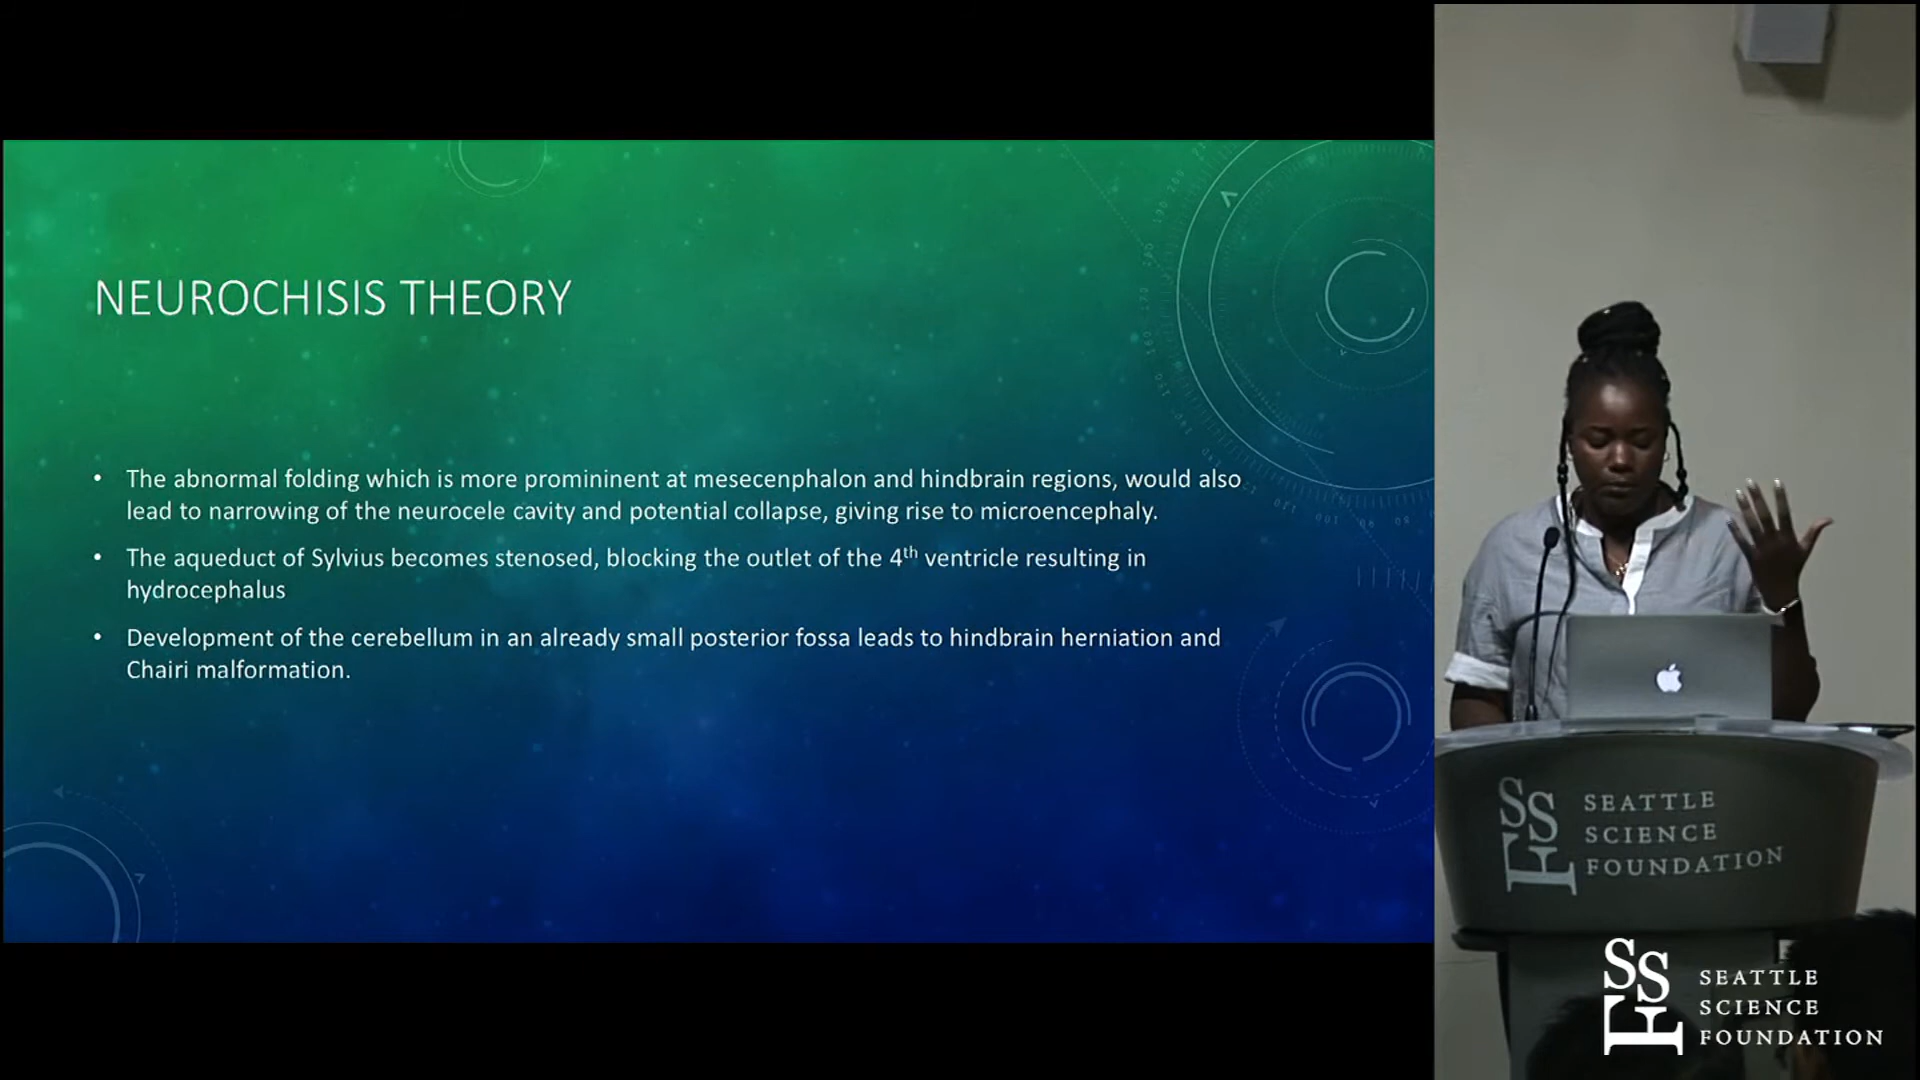 NEUROCHISIS THEORY
• The abnormal folding which is more promininent at mesecenphalon and hindbrain regions, would also
lead to narrowing of the neurocele cavity and potential collapse, giving rise to microencephaly.
• The aqueduct of Sylvius becomes stenosed, blocking the outlet of the 4th ventricle resulting in
hydrocephalus
• Development of the cerebellum in an already small posterior fossa leads to hindbrain herniation and
Chairi malformation.
SSF
SEATTLE
SCIENCE
FOUNDATION
SSF
SEATTLE
SCIENCE
FOUNDATION